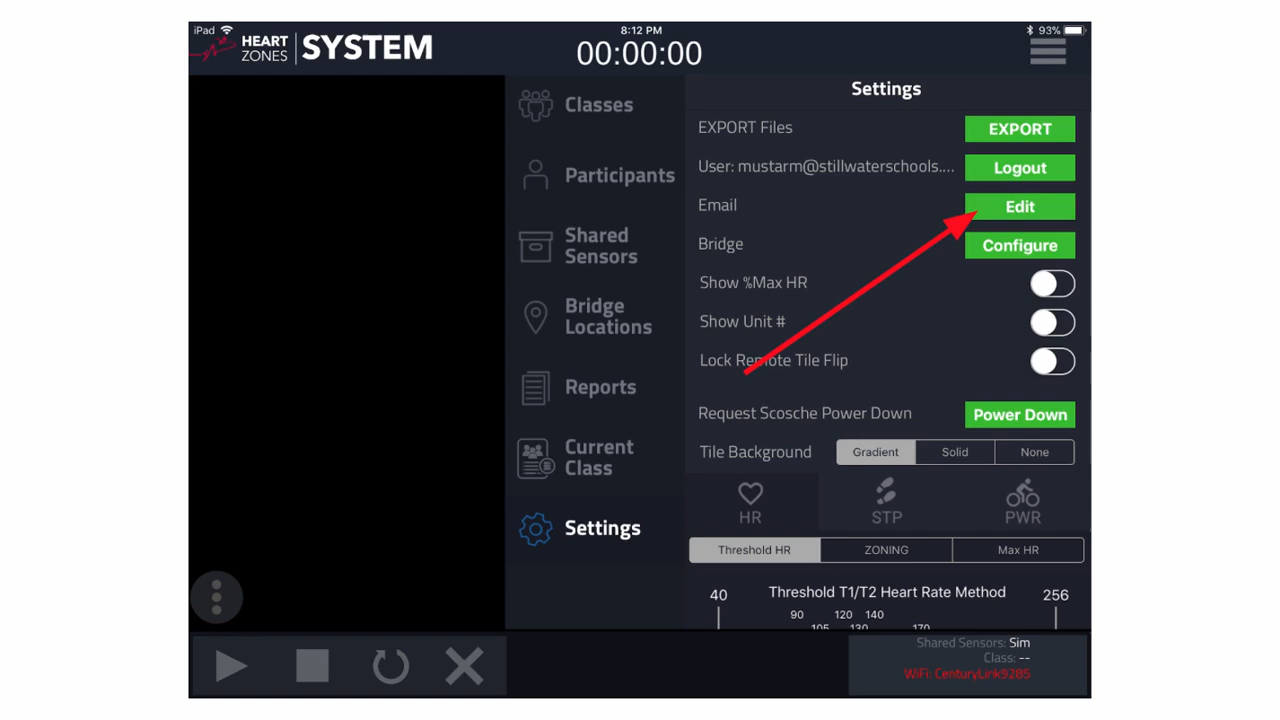 iPad
8:12 PM
93%
HEART
ZONES
SYSTEM
00:00:00
Classes
Participants
Shared
Sensors
Bridge
Locations
Reports
Current
Class
Settings
Settings
EXPORT Files
EXPORT
User: mustarm@stillwaterschools....
Logout
Email
Edit
Bridge
Configure
Show %Max HR
Show Unit #
Lock Remote Tile Flip
Request Scosche Power Down
Power Down
Tile Background
Gradient
Solid
None
HR
STP
PWR
Threshold HR
ZONING
Max HR
40
Threshold T1/T2 Heart Rate Method
256
90
120
140
105
130
170
Shared Sensors: Sim
Class: --
WiFi: CenturyLink9285